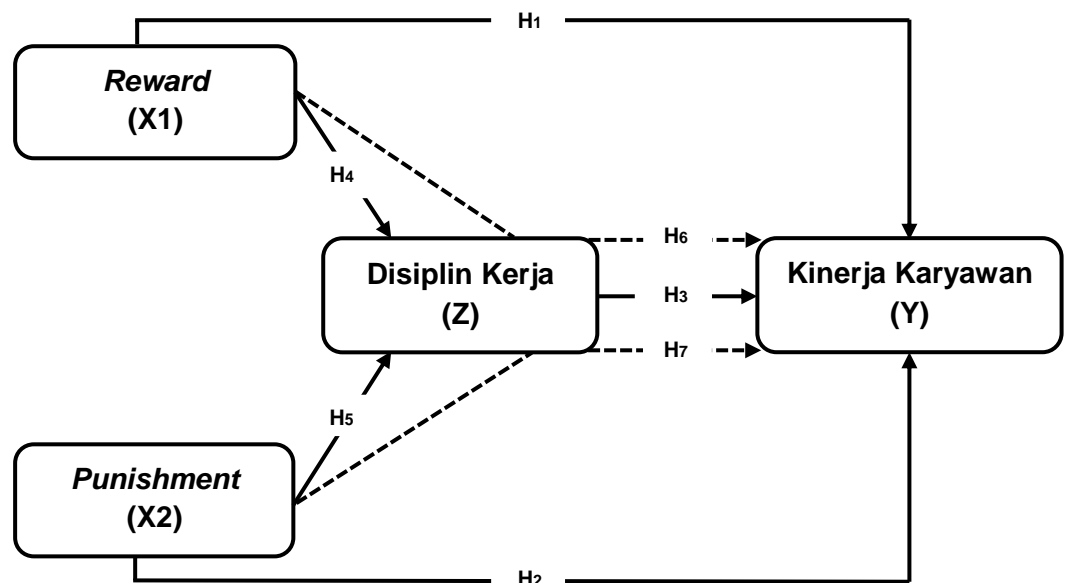 H1
Reward
(X1)
H4
Disiplin Kerja
(Z)
H6
H3
H7
Kinerja Karyawan
(Y)
H5
Punishment
(X2)
H2